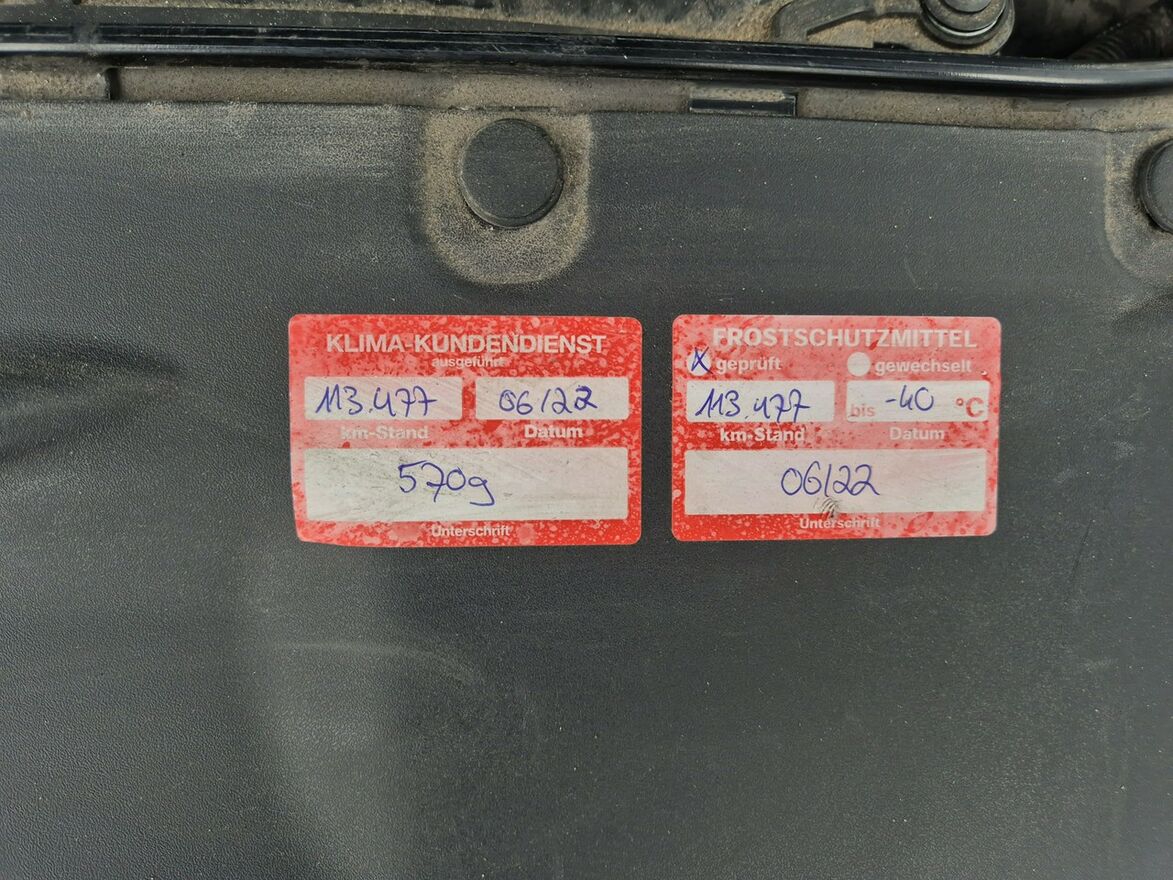 KLIMA-KUNDENDIENST
ausgeführt
113.477 06/22
km-Stand Datum
570g
Unterschrift
FROSTSCHUTZMITTEL
X geprüft gewechselt
113.477 bis -40 °C
km-Stand Datum
06/22
Unterschrift